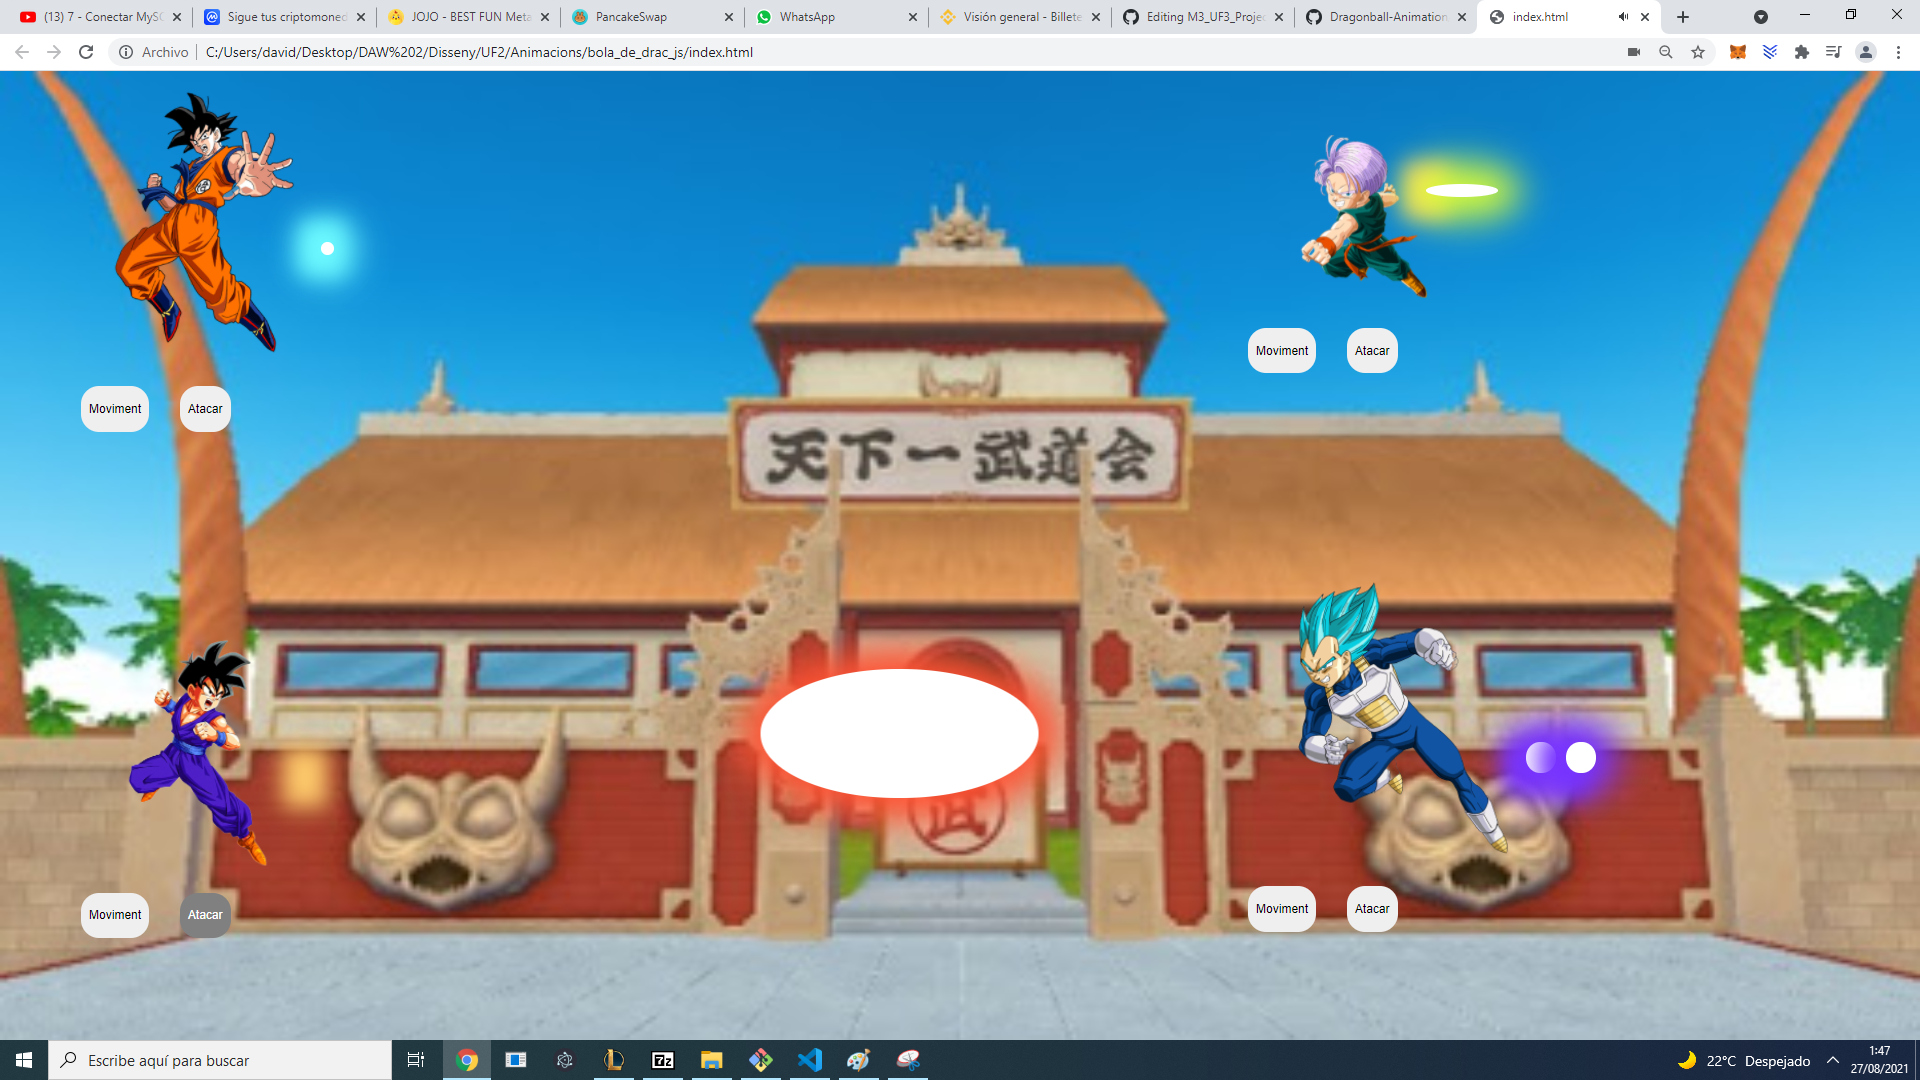 (13) 7 - Conectar MySQ
Sigue tus criptomoned
JOJO - BEST FUN Meta
PancakeSwap
WhatsApp
Visión general - Billete
Editing M3_UF3_Projec
Dragonball-Animation
index.html
Archivo
C:/Users/david/Desktop/DAW%202/Disseny/UF2/Animacions/bola_de_drac_js/index.html
Moviment
Atacar
Moviment
Atacar
天下一武道会
武
Moviment
Atacar
Moviment
Atacar
Escribe aquí para buscar
7z
22°C Despejado
1:47
27/08/2021